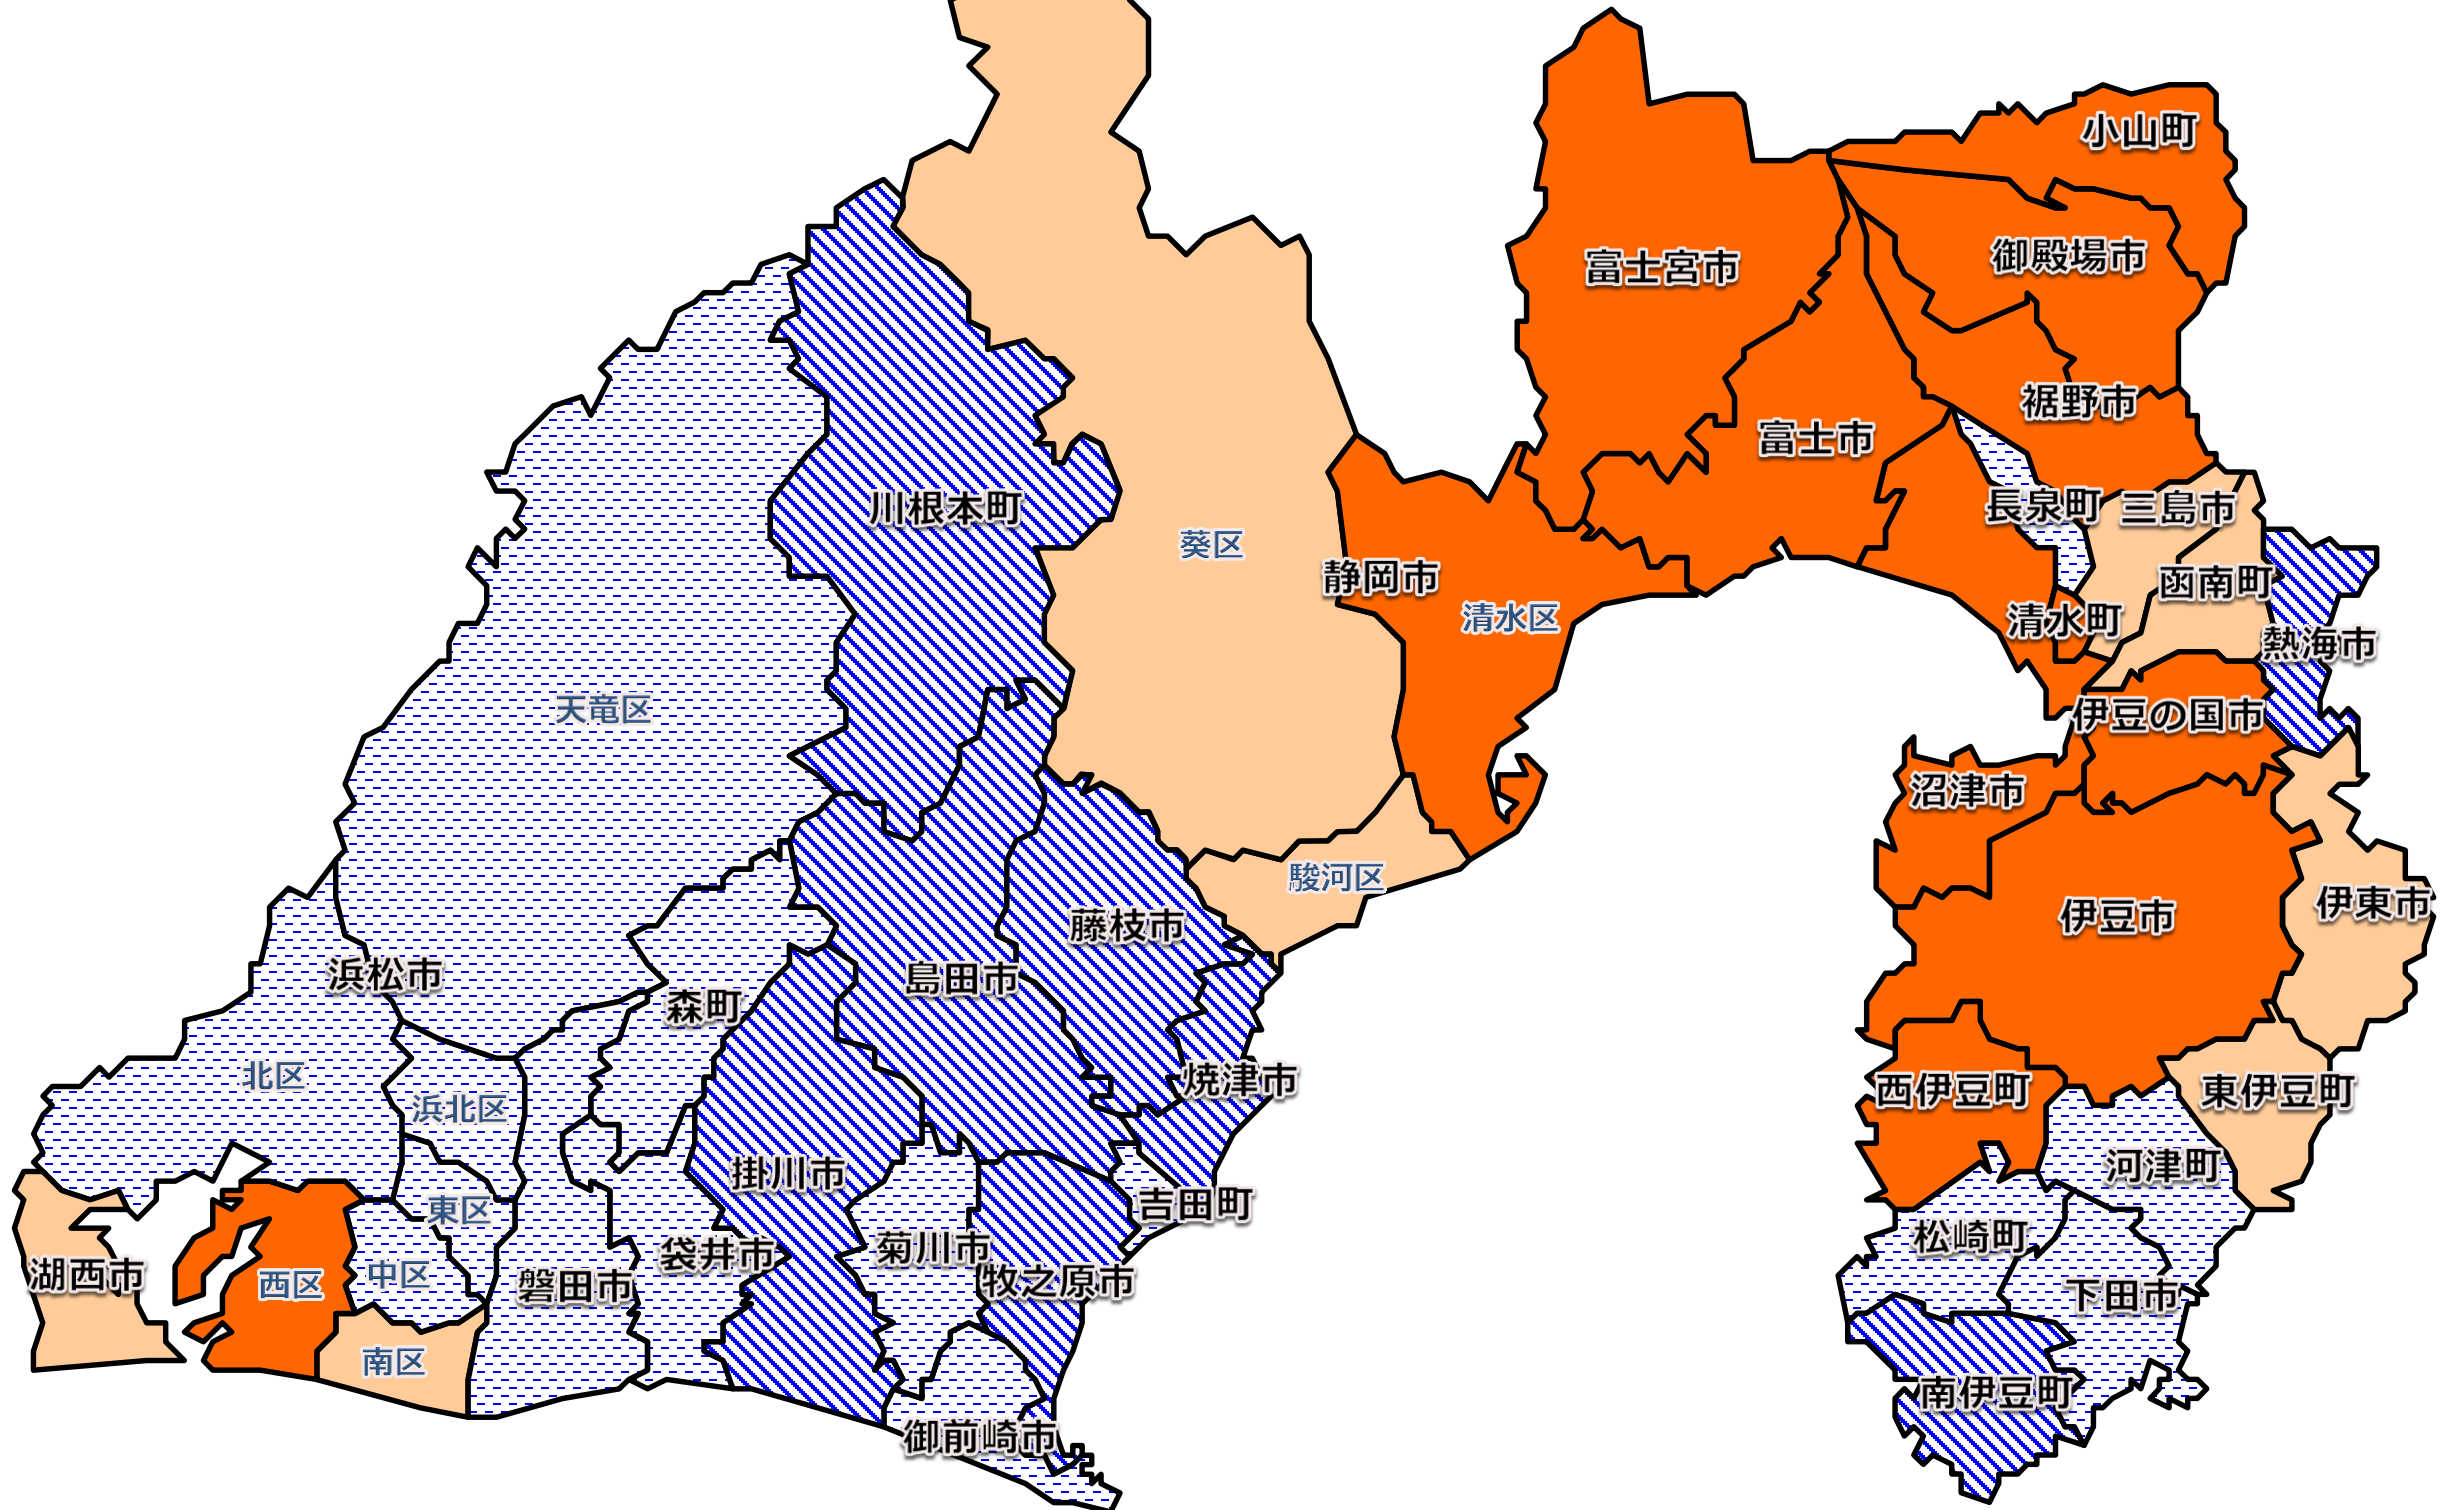 小山町
御殿場市
富士宮市
裾野市
富士市
長泉町
三島市
川根本町
葵区
静岡市
函南町
清水区
清水町
熱海市
天竜区
伊豆の国市
沼津市
駿河区
伊東市
伊豆市
藤枝市
島田市
浜松市
森町
北区
焼津市
西伊豆町
東伊豆町
浜北区
河津町
掛川市
吉田町
東区
松崎町
菊川市
袋井市
湖西市
中区
西区
磐田市
牧之原市
下田市
南区
南伊豆町
御前崎市